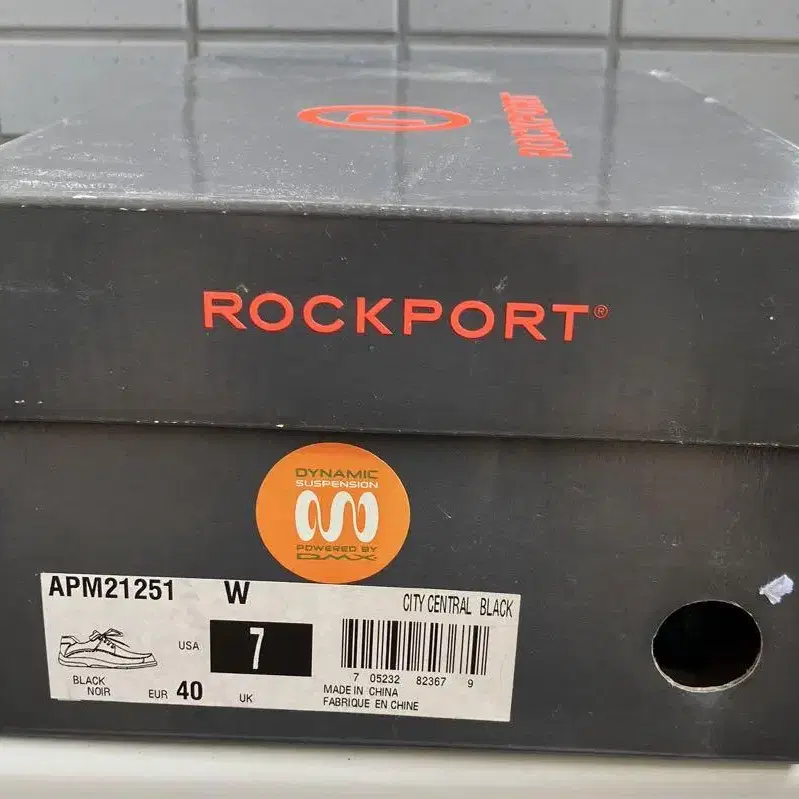 ROCKPORT
ROCKPORT®
DYNAMIC
SUSPENSION
POWERED BY
DMX
APM21251 W CITY CENTRAL BLACK
USA 7
7 05232 82367 9
BLACK
NOIR
EUR 40 UK
MADE IN CHINA
FABRIQUE EN CHINE